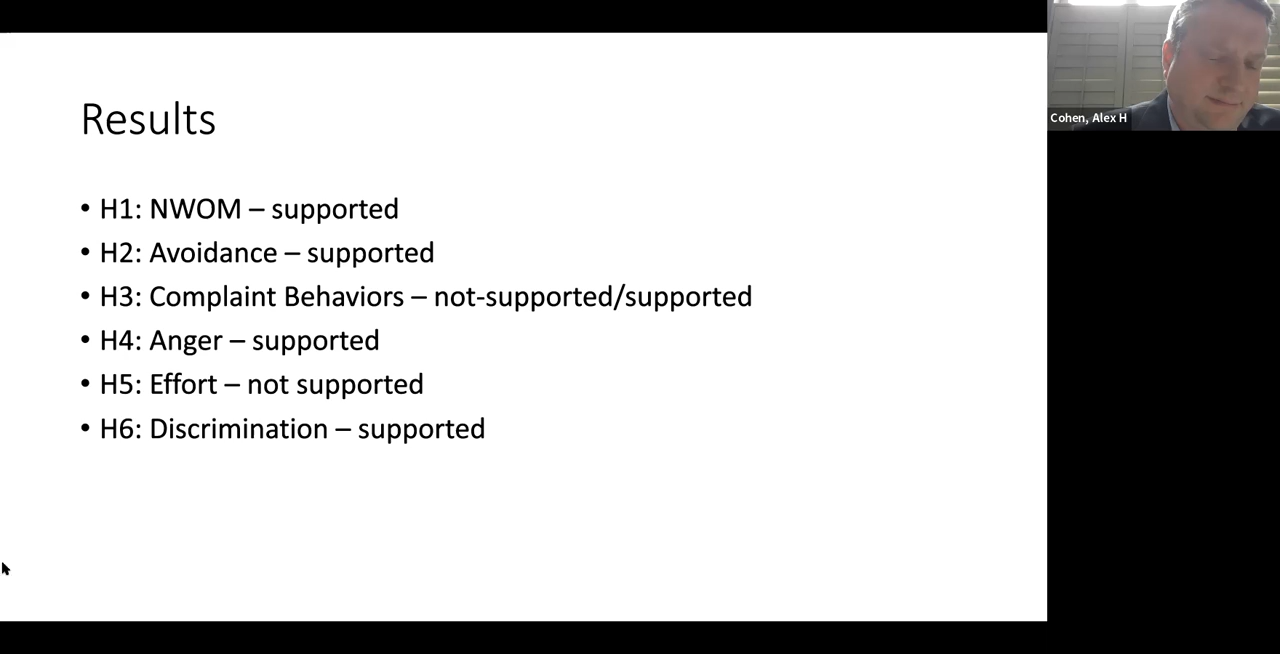 Results
• H1: NWOM – supported
• H2: Avoidance – supported
• H3: Complaint Behaviors – not-supported/supported
• H4: Anger – supported
• H5: Effort – not supported
• H6: Discrimination – supported
Cohen, Alex H